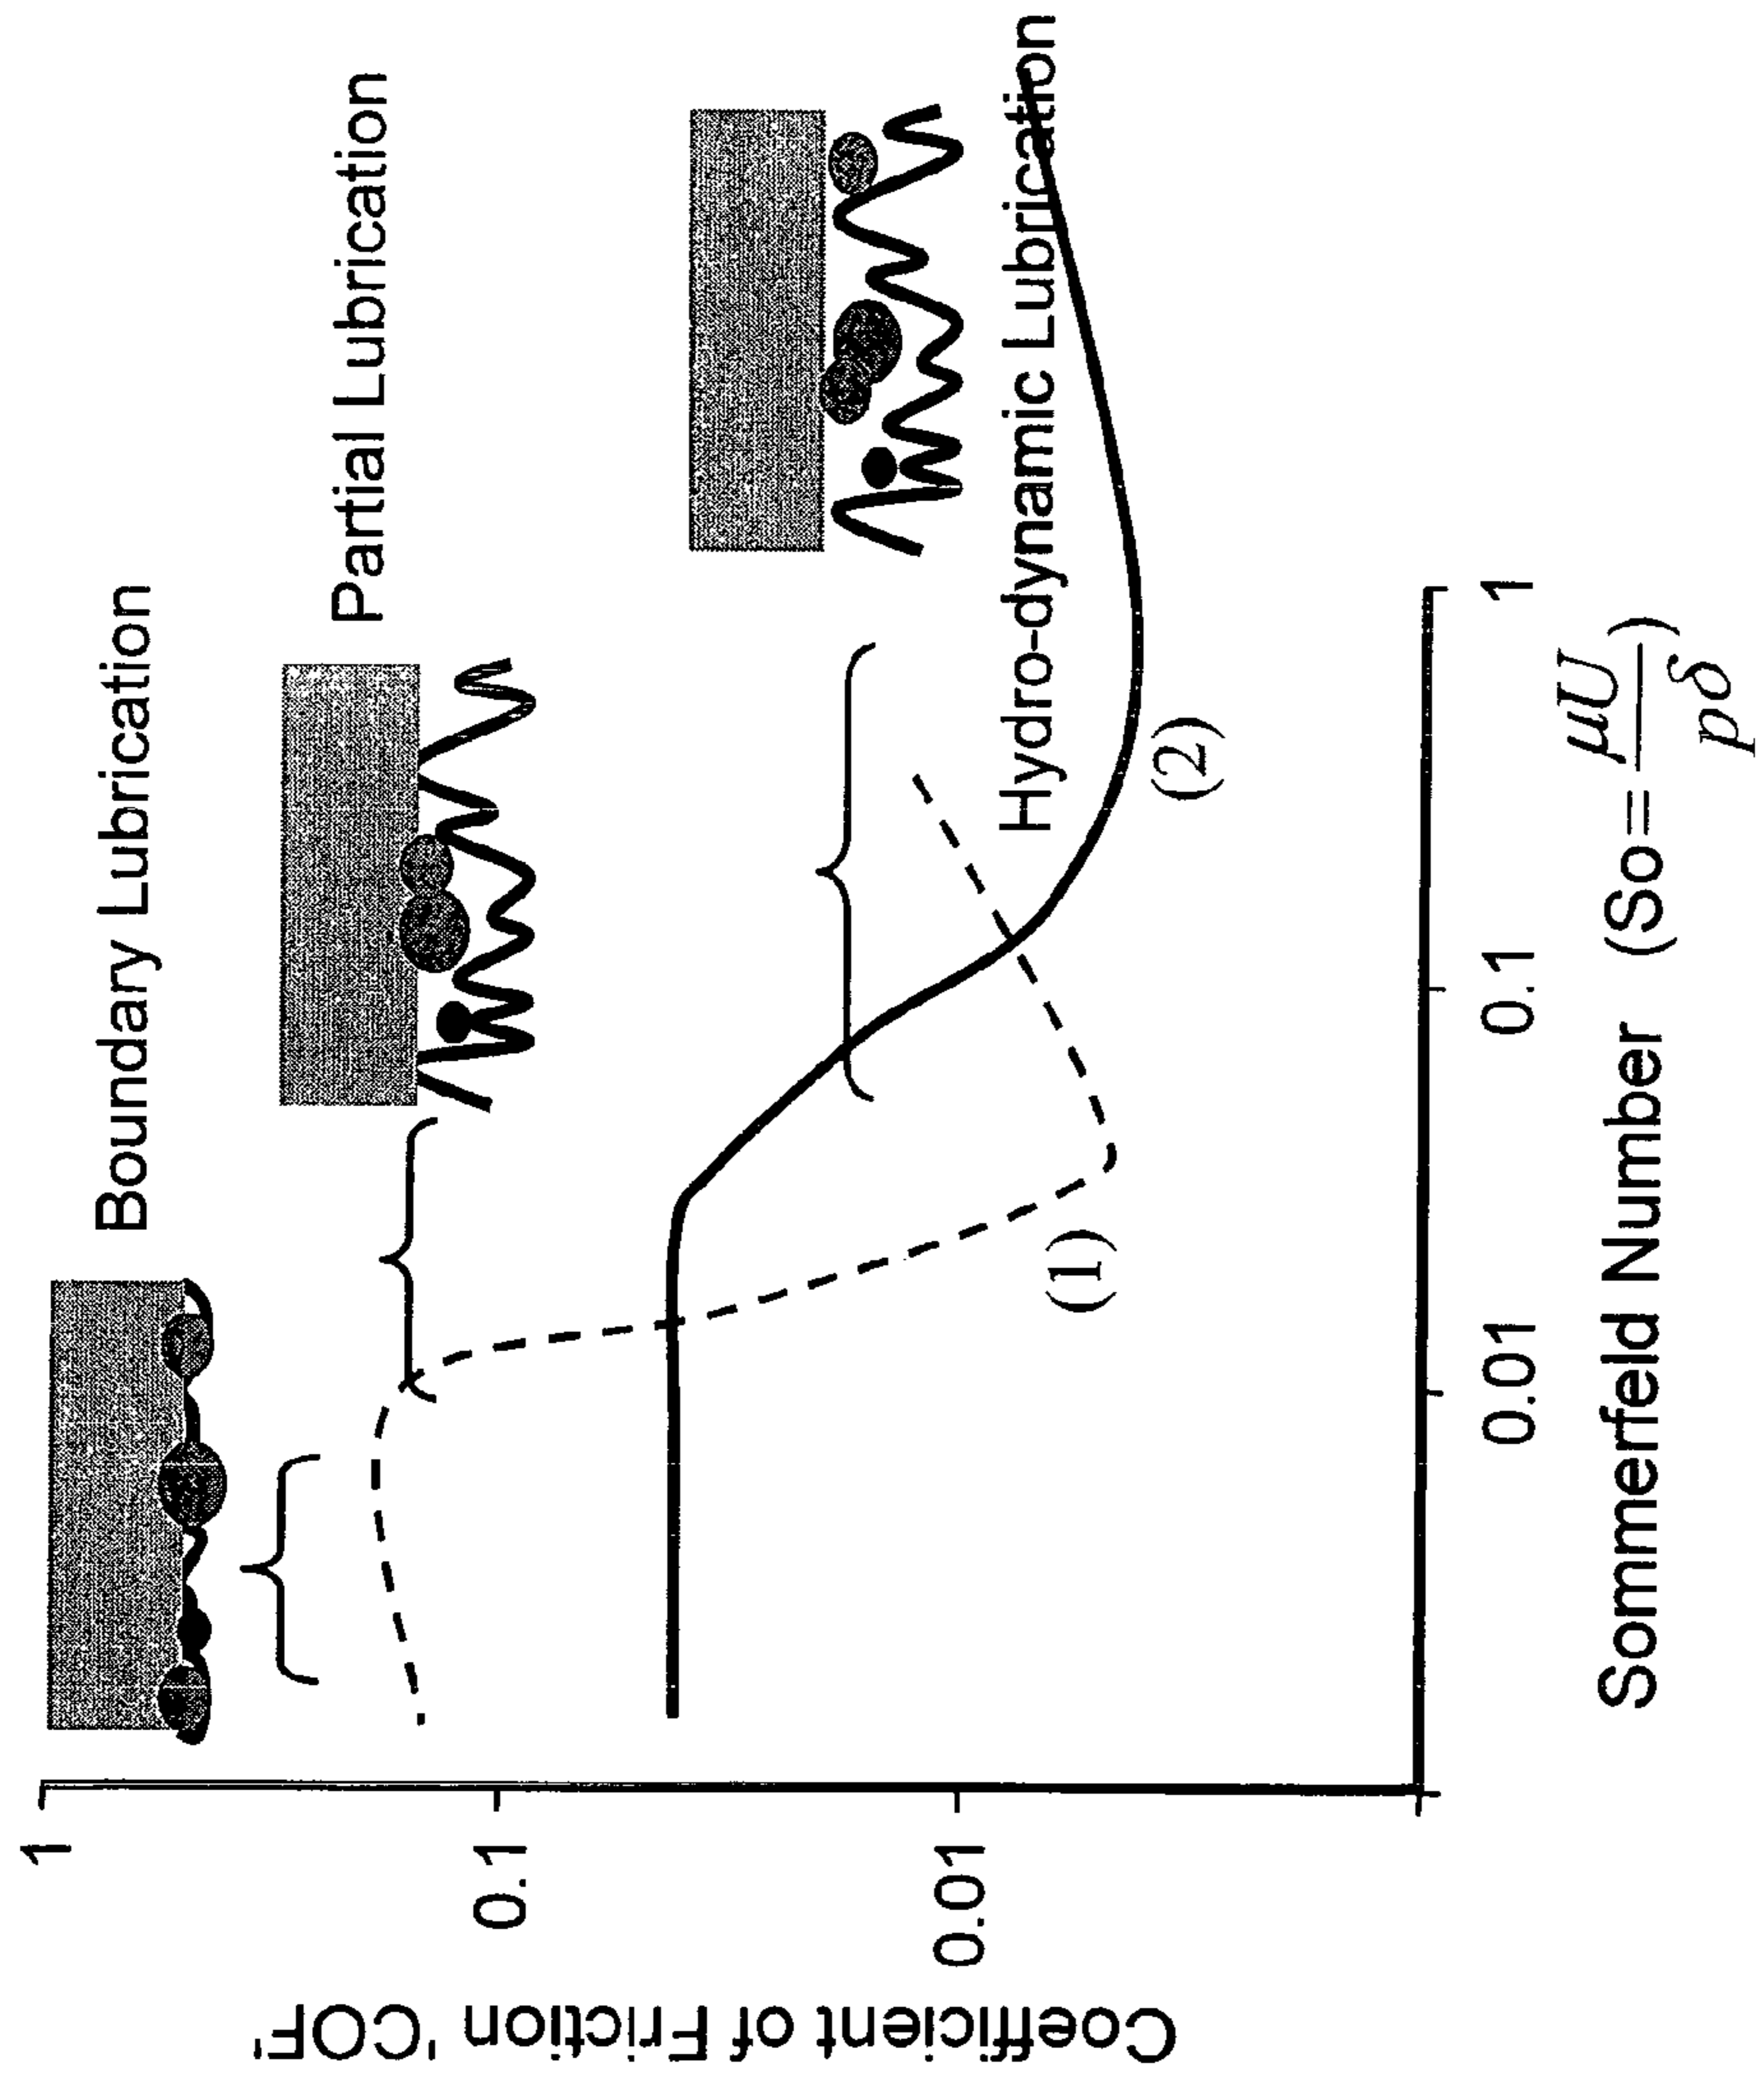 Boundary Lubrication
Partial Lubrication
Hydro-dynamic Lubrication
(1)
(2)
1
0.1
0.01
Coefficient of Friction 'COF'
0.01
0.1
1
Sommerfeld Number (So = μU / pδ)